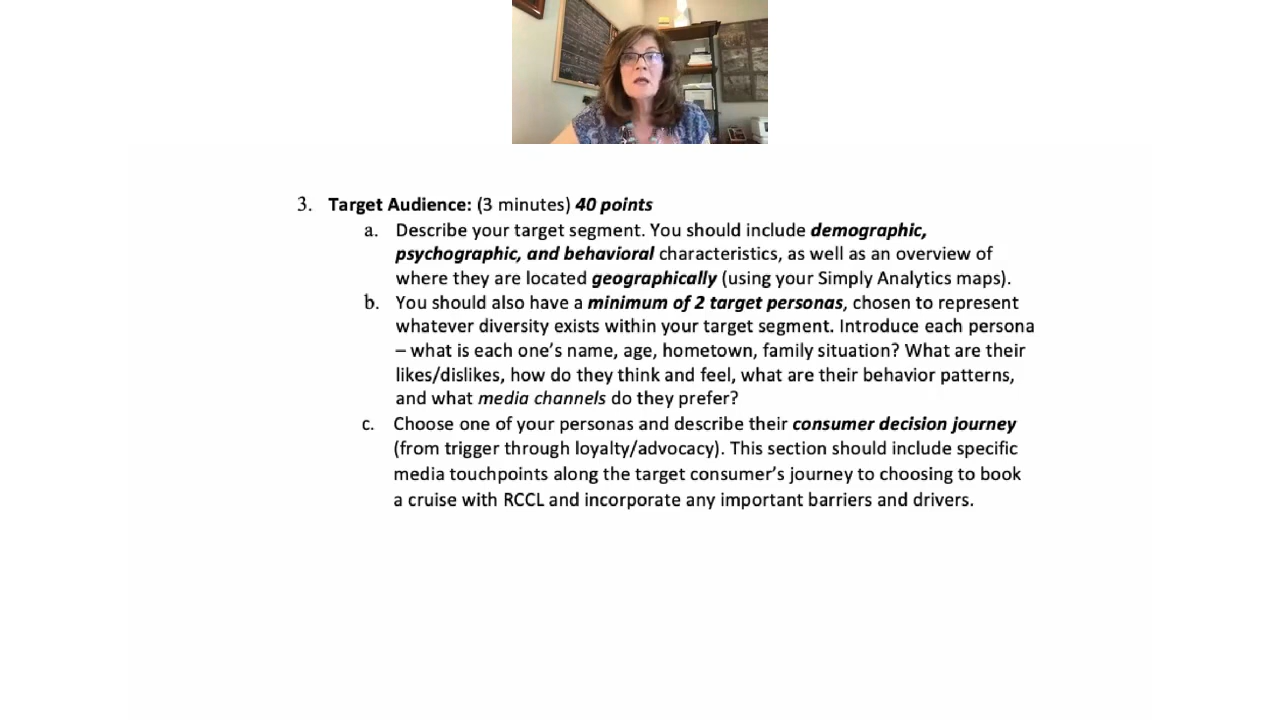 3. Target Audience: (3 minutes) 40 points
a. Describe your target segment. You should include demographic,
psychographic, and behavioral characteristics, as well as an overview of
where they are located geographically (using your Simply Analytics maps).
b. You should also have a minimum of 2 target personas, chosen to represent
whatever diversity exists within your target segment. Introduce each persona
– what is each one's name, age, hometown, family situation? What are their
likes/dislikes, how do they think and feel, what are their behavior patterns,
and what media channels do they prefer?
c. Choose one of your personas and describe their consumer decision journey
(from trigger through loyalty/advocacy). This section should include specific
media touchpoints along the target consumer's journey to choosing to book
a cruise with RCCL and incorporate any important barriers and drivers.